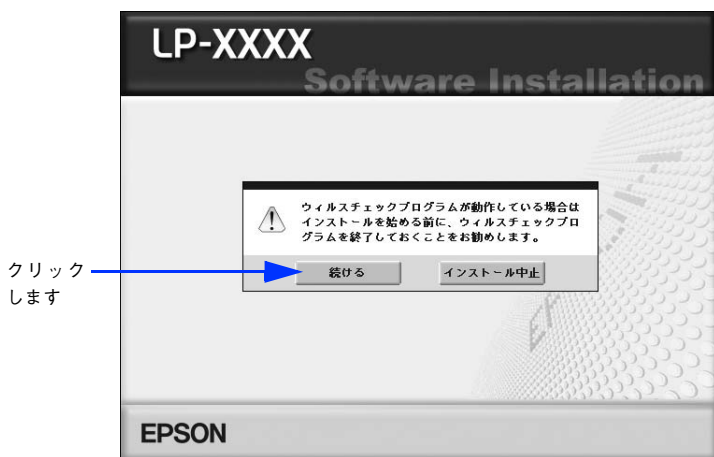 LP-XXXX
Software Installation
ウィルスチェックプログラムが動作している場合は
インストールを始める前に、ウィルスチェックプロ
グラムを終了しておくことをお勧めします。
クリック
します
続ける
インストール中止
EPSON